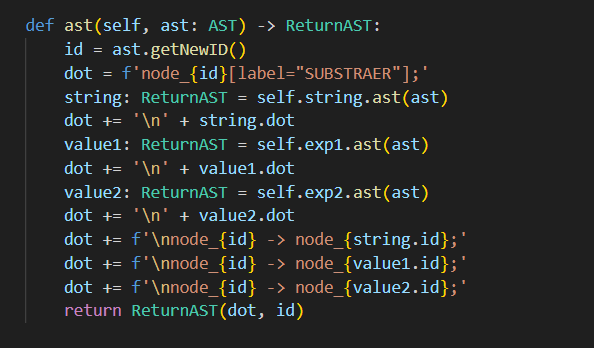 def ast(self, ast: AST) -> ReturnAST:
    id = ast.getNewID()
    dot = f'node_{id}[label="SUBSTRAER"];'
    string: ReturnAST = self.string.ast(ast)
    dot += '\n' + string.dot
    value1: ReturnAST = self.exp1.ast(ast)
    dot += '\n' + value1.dot
    value2: ReturnAST = self.exp2.ast(ast)
    dot += '\n' + value2.dot
    dot += f'\nnode_{id} -> node_{string.id};'
    dot += f'\nnode_{id} -> node_{value1.id};'
    dot += f'\nnode_{id} -> node_{value2.id};'
    return ReturnAST(dot, id)